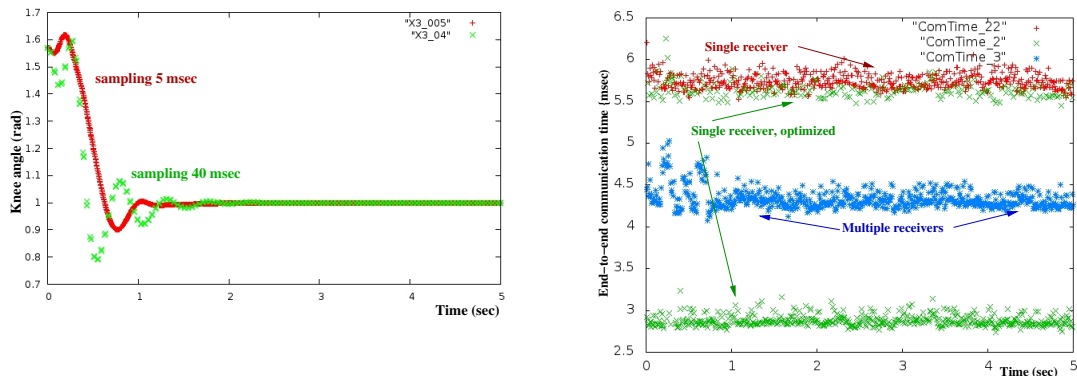 "X3_005"
"X3_04"
1.7
1.6
1.5
1.4
1.3
1.2
1.1
1
0.9
0.8
0.7
Knee angle (rad)
sampling 5 msec
sampling 40 msec
0 1 2 3 4 5
Time (sec)
"ComTime_22"
"ComTime_2"
"ComTime_3"
6.5
6
5.5
5
4.5
4
3.5
3
2.5
End-to-end communication time (msec)
Single receiver
Single receiver, optimized
Multiple receivers
0 1 2 3 4 5
Time (sec)